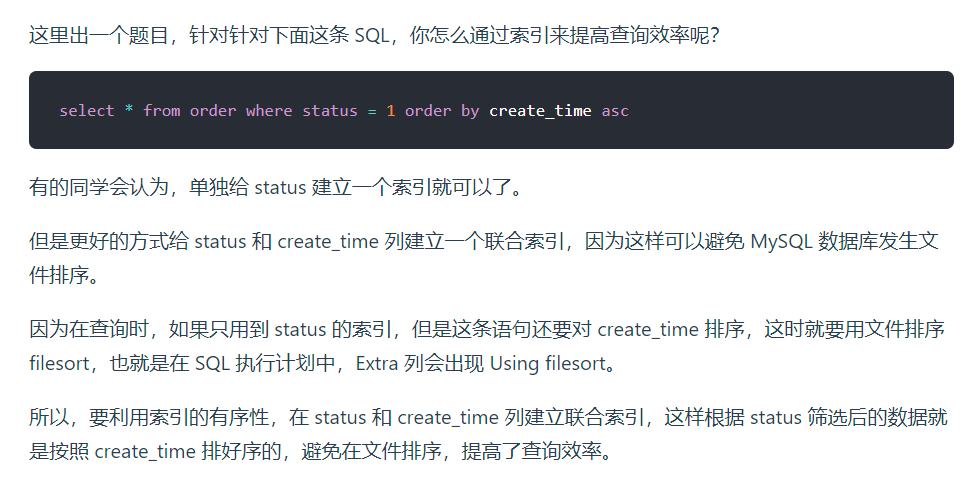 这里出一个题目，针对针对下面这条 SQL，你怎么通过索引来提高查询效率呢？
select * from order where status = 1 order by create_time asc
有的同学会认为，单独给 status 建立一个索引就可以了。
但是更好的方式给 status 和 create_time 列建立一个联合索引，因为这样可以避免 MySQL 数据库发生文
件排序。
因为在查询时，如果只用到 status 的索引，但是这条语句还要对 create_time 排序，这时就要用文件排序
filesort，也就是在 SQL 执行计划中，Extra 列会出现 Using filesort。
所以，要利用索引的有序性，在 status 和 create_time 列建立联合索引，这样根据 status 筛选后的数据就
是按照 create_time 排好序的，避免在文件排序，提高了查询效率。